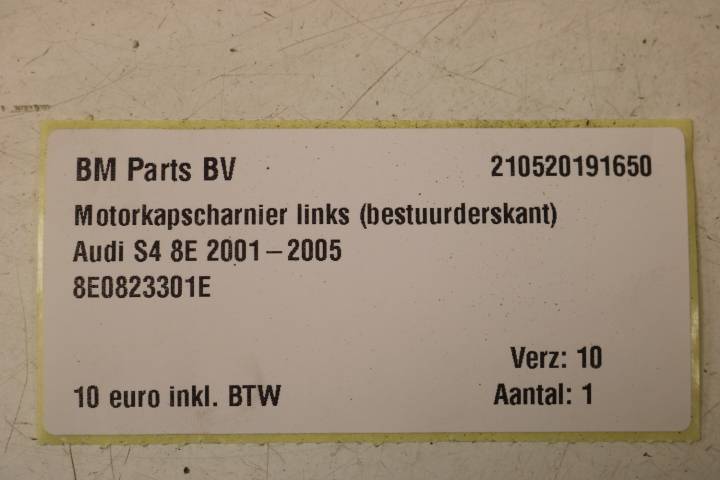 BM Parts BV 210520191650
Motorkapscharnier links (bestuurderskant)
Audi S4 8E 2001 – 2005
8E0823301E
Verz: 10
10 euro inkl. BTW Aantal: 1